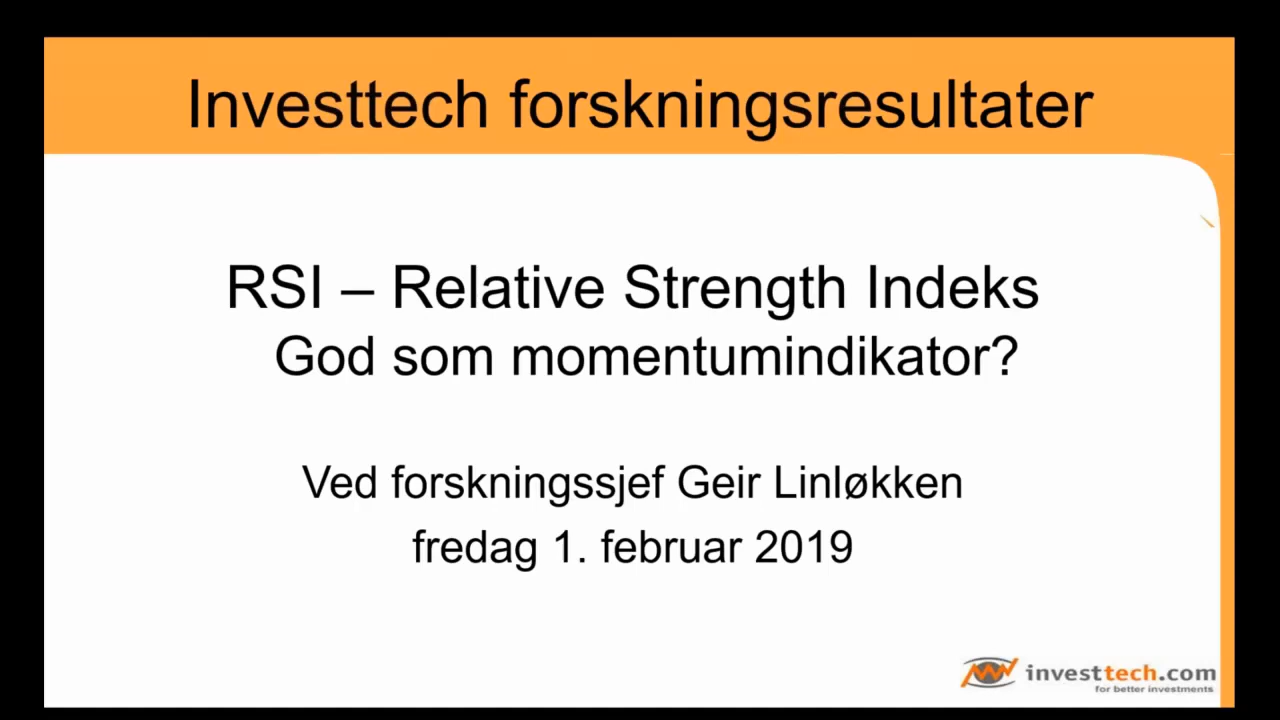 Investtech forskningsresultater
RSI – Relative Strength Indeks
God som momentumindikator?
Ved forskningssjef Geir Linløkken
fredag 1. februar 2019
investtech.com
for better investments